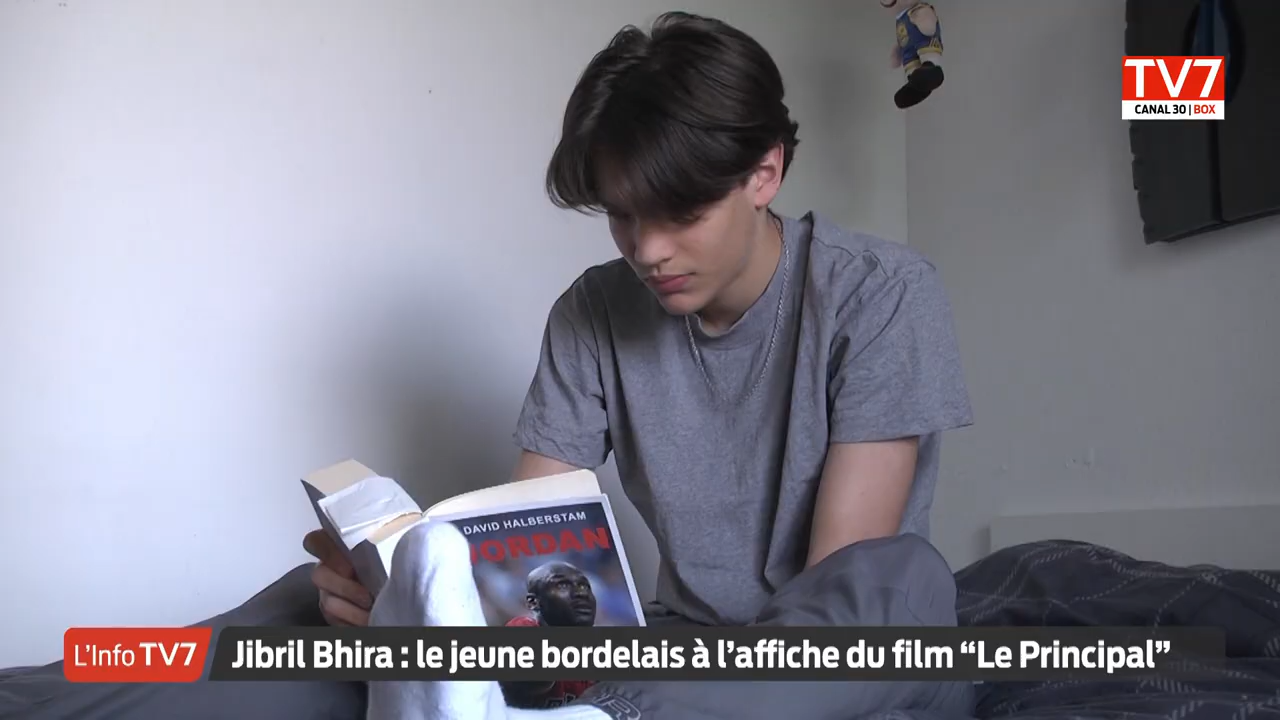 TV7
CANAL 30 | BOX
DAVID HALBERSTAM
JORDAN
L'Info TV7
Jibril Bhira : le jeune bordelais à l'affiche du film “Le Principal”